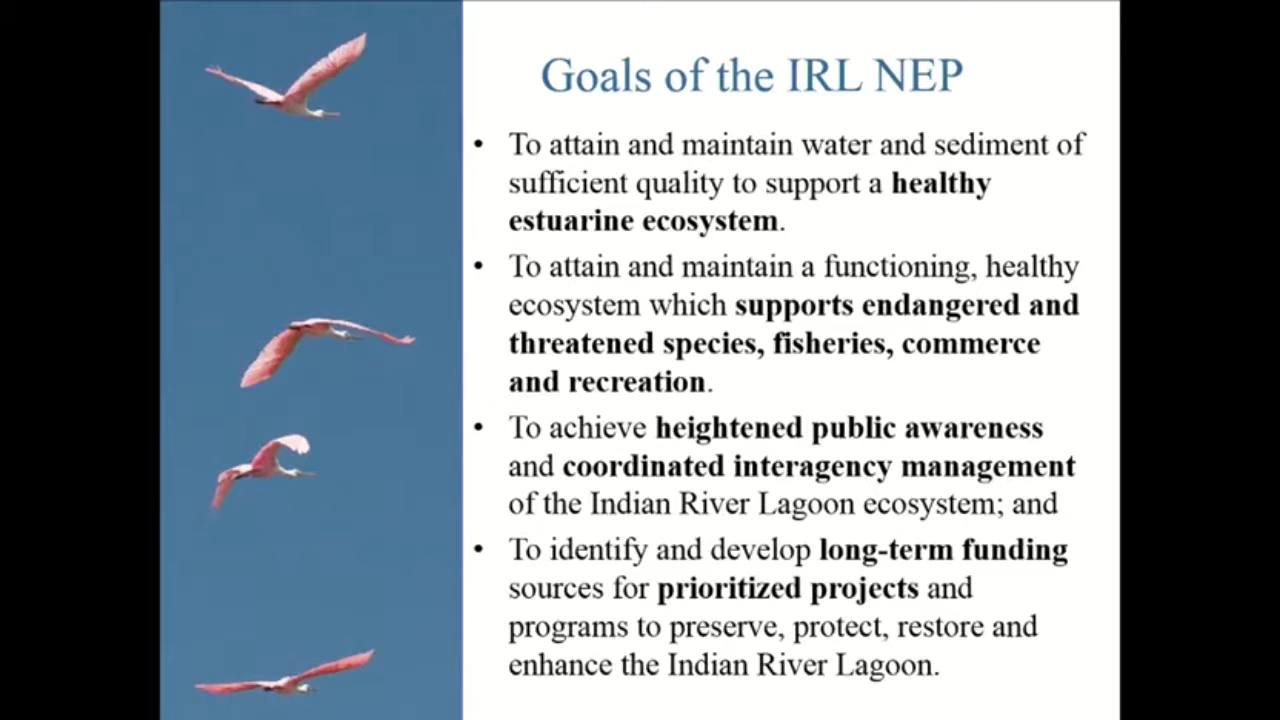 Goals of the IRL NEP
• To attain and maintain water and sediment of
sufficient quality to support a healthy
estuarine ecosystem.
• To attain and maintain a functioning, healthy
ecosystem which supports endangered and
threatened species, fisheries, commerce
and recreation.
• To achieve heightened public awareness
and coordinated interagency management
of the Indian River Lagoon ecosystem; and
• To identify and develop long-term funding
sources for prioritized projects and
programs to preserve, protect, restore and
enhance the Indian River Lagoon.